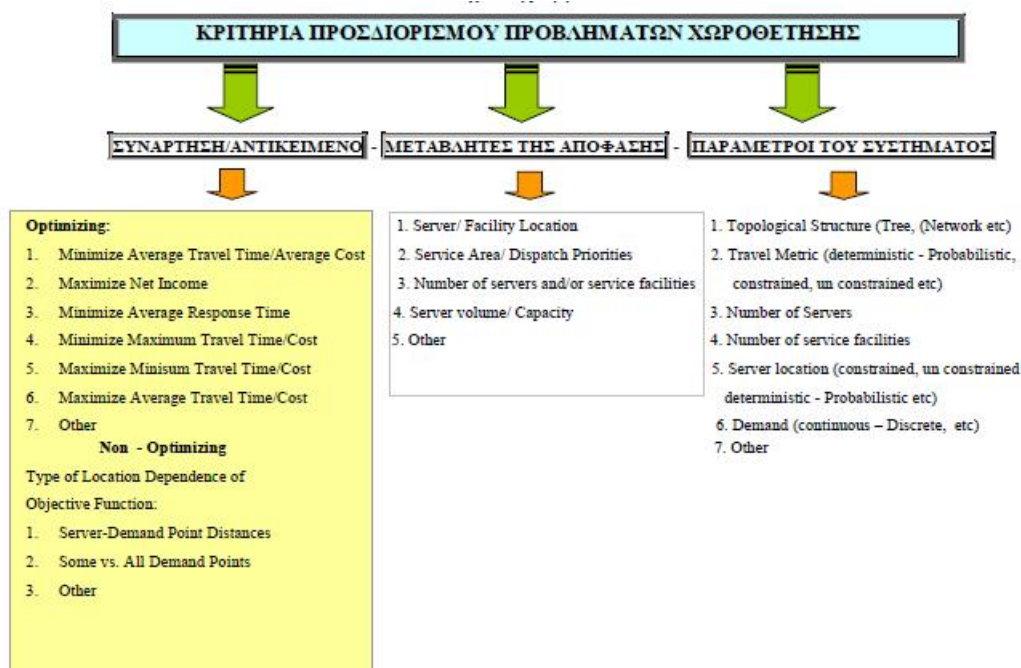 ΚΡΙΤΗΡΙΑ ΠΡΟΣΔΙΟΡΙΣΜΟΥ ΠΡΟΒΛΗΜΑΤΩΝ ΧΩΡΟΘΕΤΗΣΗΣ
ΣΥΝΑΡΤΗΣΗ/ΑΝΤΙΚΕΙΜΕΝΟ - ΜΕΤΑΒΛΗΤΕΣ ΤΗΣ ΑΠΟΦΑΣΗΣ - ΠΑΡΑΜΕΤΡΟΙ ΤΟΥ ΣΥΣΤΗΜΑΤΟΣ
Optimizing:
1. Minimize Average Travel Time/Average Cost
2. Maximize Net Income
3. Minimize Average Response Time
4. Minimize Maximum Travel Time/Cost
5. Maximize Minisum Travel Time/Cost
6. Maximize Average Travel Time/Cost
7. Other
Non - Optimizing
Type of Location Dependence of
Objective Function:
1. Server-Demand Point Distances
2. Some vs. All Demand Points
3. Other
1. Server/ Facility Location
2. Service Area/ Dispatch Priorities
3. Number of servers and/or service facilities
4. Server volume/ Capacity
5. Other
1. Topological Structure (Tree, (Network etc)
2. Travel Metric (deterministic - Probabilistic,
constrained, un constrained etc)
3. Number of Servers
4. Number of service facilities
5. Server location (constrained, un constrained
deterministic - Probabilistic etc)
6. Demand (continuous – Discrete, etc)
7. Other